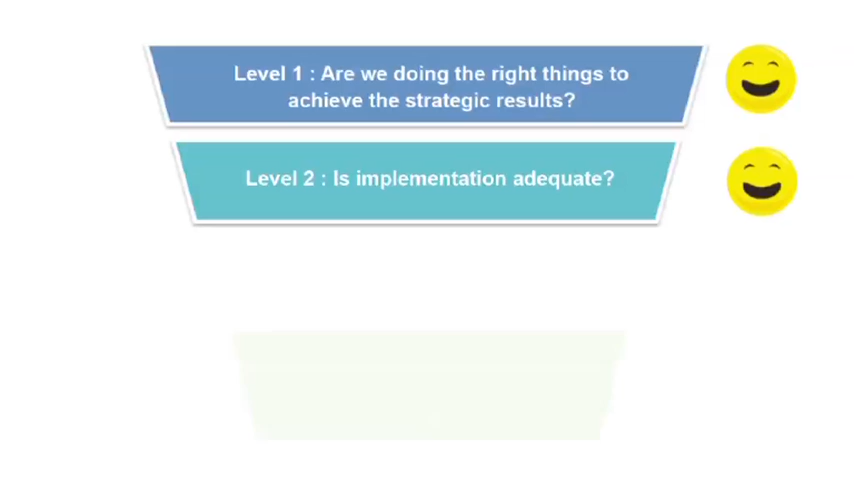 Level 1 : Are we doing the right things to
achieve the strategic results?
Level 2 : Is implementation adequate?